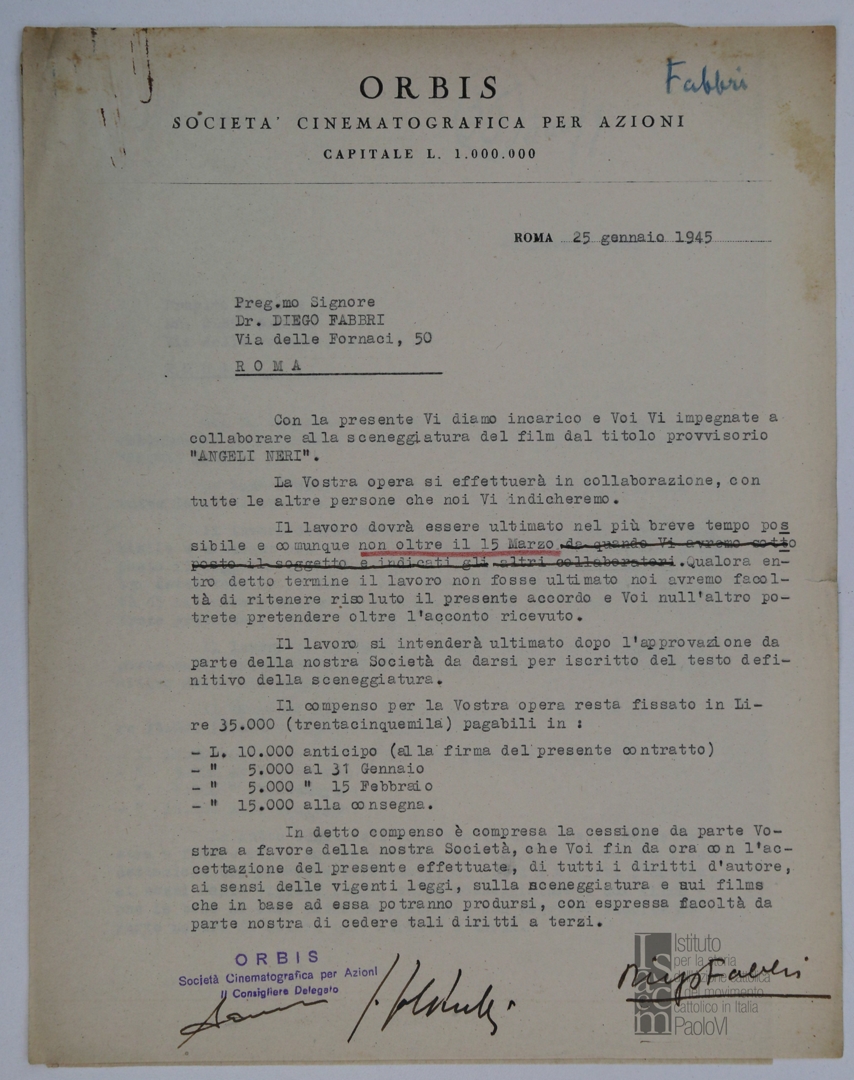 Fabbri
ORBIS
SOCIETA' CINEMATOGRAFICA PER AZIONI
CAPITALE L. 1.000.000
ROMA 25 gennaio 1945
Preg.mo Signore
Dr. DIEGO FABBRI
Via delle Fornaci, 50
R O M A
Con la presente Vi diamo incarico e Voi Vi impegnate a
collaborare alla sceneggiatura del film dal titolo provvisorio
"ANGELI NERI".
La Vostra opera si effettuerà in collaborazione, con
tutte le altre persone che noi Vi indicheremo.
Il lavoro dovrà essere ultimato nel più breve tempo pos
sibile e comunque non oltre il 15 Marzo da quando Vi avremo sotto
posto il soggetto e indicati gli altri collaboratori. Qualora en-
tro detto termine il lavoro non fosse ultimato noi avremo facol-
tà di ritenere risoluto il presente accordo e Voi null'altro po-
trete pretendere oltre l'acconto ricevuto.
Il lavoro si intenderà ultimato dopo l'approvazione da
parte della nostra Società da darsi per iscritto del testo defi-
nitivo della sceneggiatura.
Il compenso per la Vostra opera resta fissato in Li-
re 35.000 (trentacinquemila) pagabili in :
- L. 10.000 anticipo (alla firma del presente contratto)
- " 5.000 al 31 Gennaio
- " 5.000 " 15 Febbraio
- " 15.000 alla consegna.
In detto compenso è compresa la cessione da parte Vo-
stra a favore della nostra Società, che Voi fin da ora con l'ac-
cettazione del presente effettuate, di tutti i diritti d'autore,
ai sensi delle vigenti leggi, sulla sceneggiatura e sui films
che in base ad essa potranno prodursi, con espressa facoltà da
parte nostra di cedere tali diritti a terzi.
ORBIS
Società Cinematografica per Azioni
Il Consigliere Delegato
Diego Fabbri
Istituto
per la storia
dell'azione cattolica
e del movimento
cattolico in Italia
PaoloVI